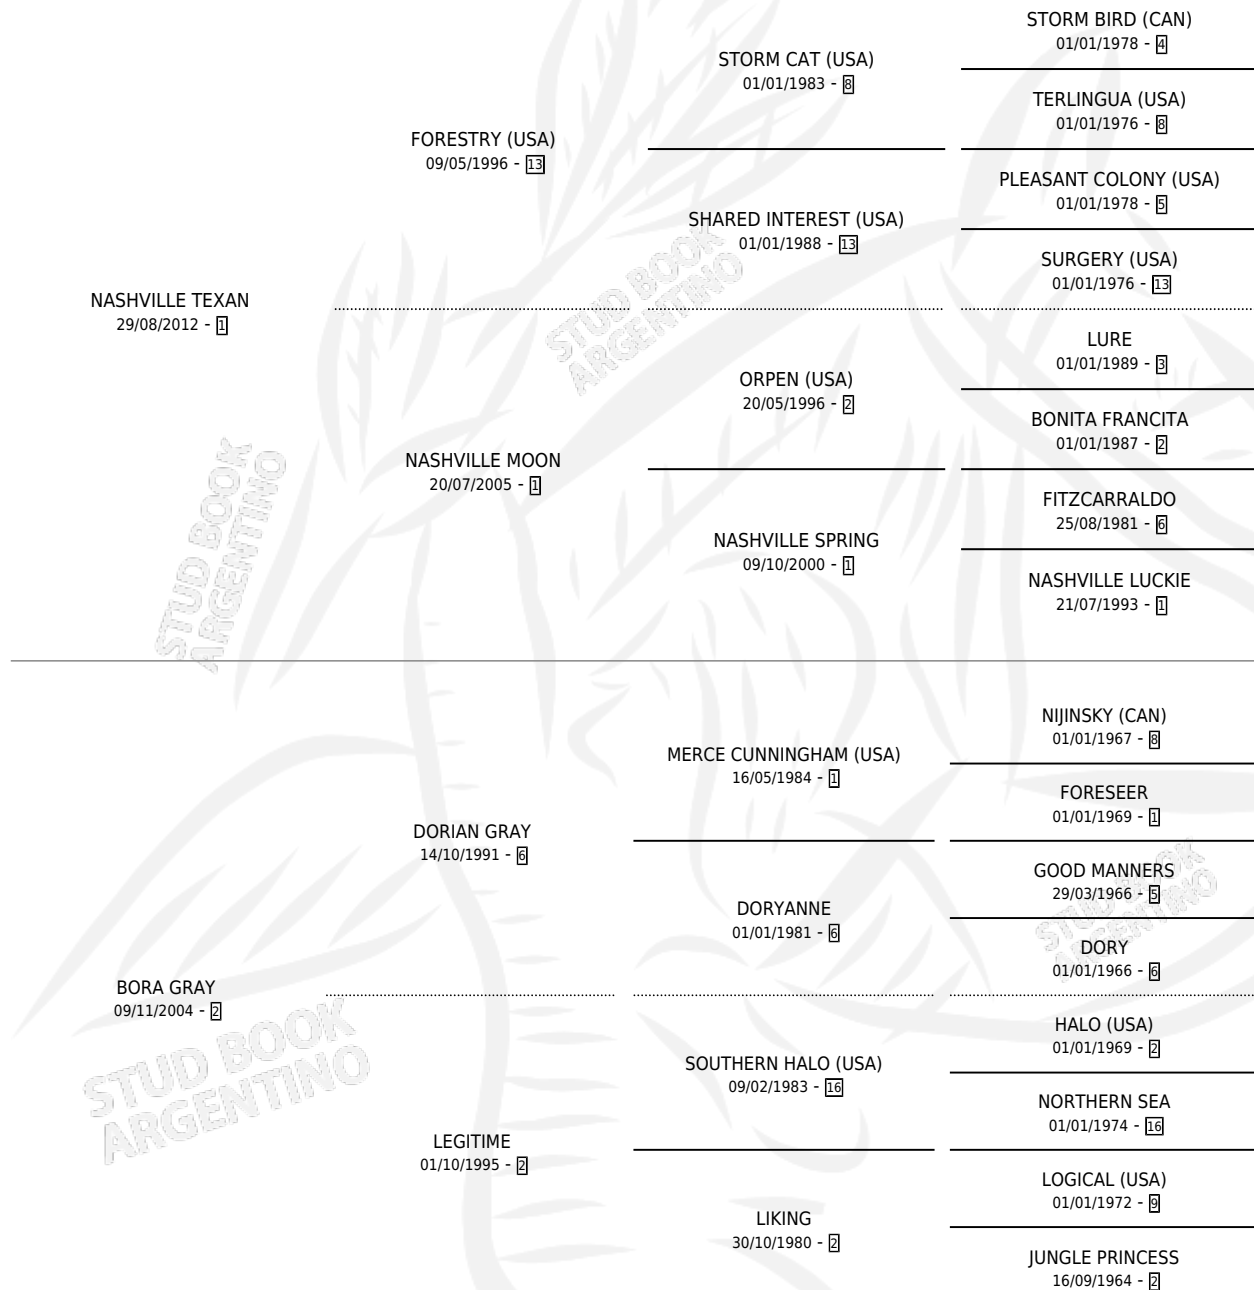 STORM BIRD (CAN)
01/01/1978 - 4
STORM CAT (USA)
01/01/1983 - 8
TERLINGUA (USA)
01/01/1976 - 8
FORESTRY (USA)
09/05/1996 - 13
PLEASANT COLONY (USA)
01/01/1978 - 5
SHARED INTEREST (USA)
01/01/1988 - 13
SURGERY (USA)
01/01/1976 - 13
NASHVILLE TEXAN
29/08/2012 - 1
STUD BOOK
ARGENTINO
LURE
01/01/1989 - 3
ORPEN (USA)
20/05/1996 - 2
BONITA FRANCITA
01/01/1987 - 2
NASHVILLE MOON
20/07/2005 - 1
FITZCARRALDO
25/08/1981 - 6
NASHVILLE SPRING
09/10/2000 - 1
NASHVILLE LUCKIE
21/07/1993 - 1
STUD BOOK
ARGENTINO
NIJINSKY (CAN)
01/01/1967 - 8
MERCE CUNNINGHAM (USA)
16/05/1984 - 1
FORESEER
01/01/1969 - 1
DORIAN GRAY
14/10/1991 - 6
GOOD MANNERS
29/03/1966 - 5
DORYANNE
01/01/1981 - 6
DORY
01/01/1966 - 6
STUD BOOK
ARGENTINO
BORA GRAY
09/11/2004 - 2
STUD BOOK
ARGENTINO
HALO (USA)
01/01/1969 - 2
SOUTHERN HALO (USA)
09/02/1983 - 16
NORTHERN SEA
01/01/1974 - 16
LEGITIME
01/10/1995 - 2
LOGICAL (USA)
01/01/1972 - 9
LIKING
30/10/1980 - 2
JUNGLE PRINCESS
16/09/1964 - 2